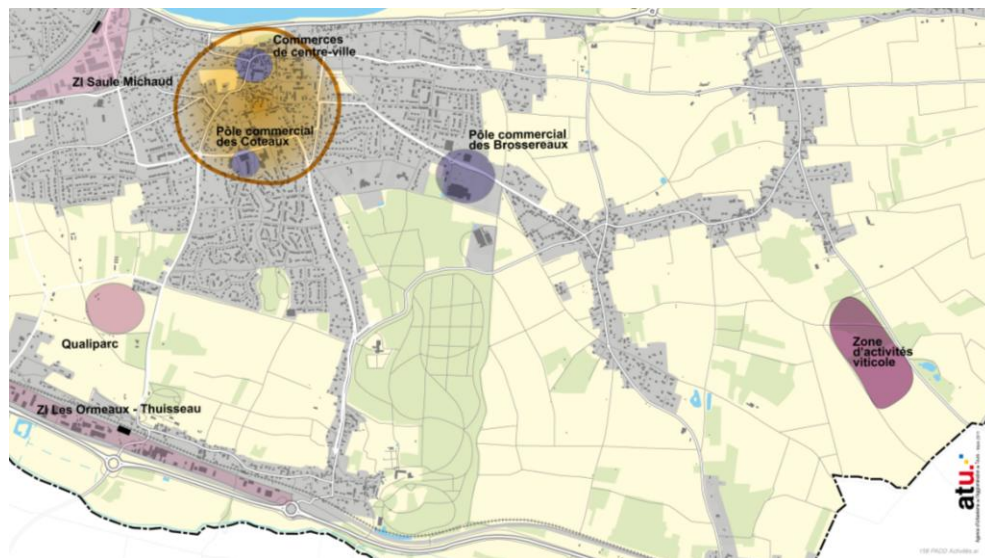 Commerces
de centre-ville
ZI Saule Michaud
Pôle commercial
des Coteaux
Pôle commercial
des Brossereaux
Qualiparc
Zone
d'activités
viticole
ZI Les Ormeaux - Thuisseau
atu.